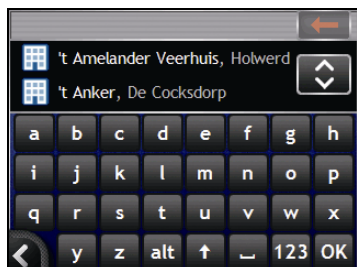 't Amelander Veerhuis, Holwerd
't Anker, De Cocksdorp
a b c d e f g h
i j k l m n o p
q r s t u v w x
y z alt 123 OK